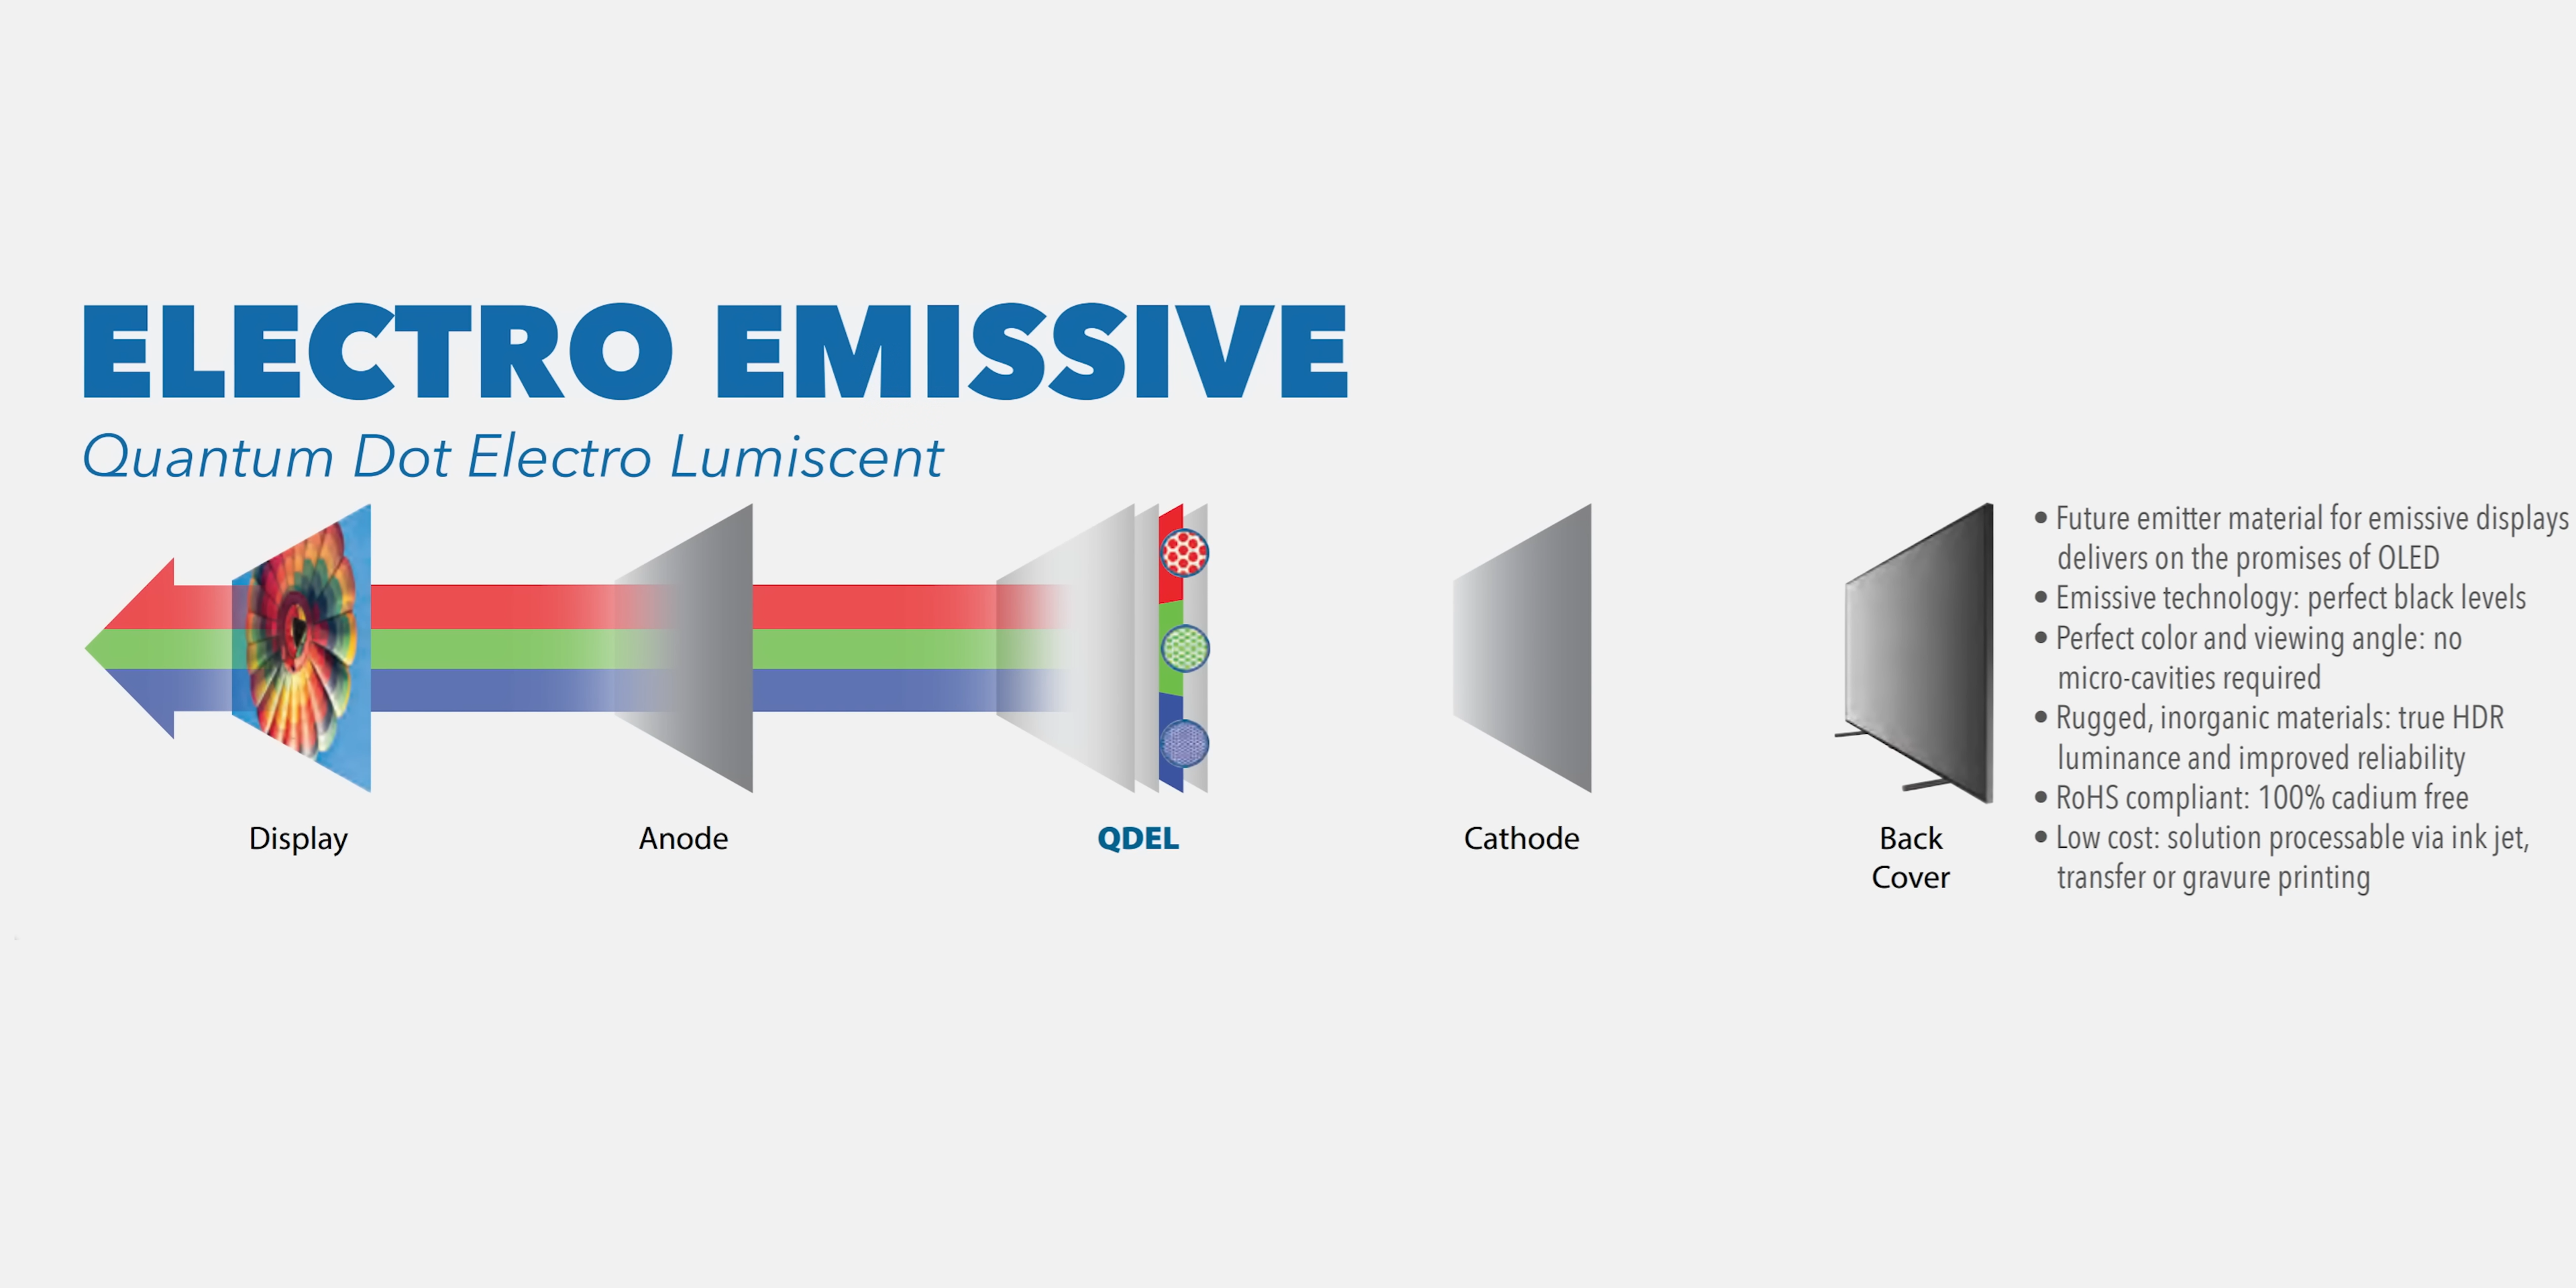 ELECTRO EMISSIVE
Quantum Dot Electro Lumiscent
Display
Anode
QDEL
Cathode
Back
Cover
• Future emitter material for emissive displays
delivers on the promises of OLED
• Emissive technology: perfect black levels
• Perfect color and viewing angle: no
micro-cavities required
• Rugged, inorganic materials: true HDR
luminance and improved reliability
• RoHS compliant: 100% cadium free
• Low cost: solution processable via ink jet,
transfer or gravure printing